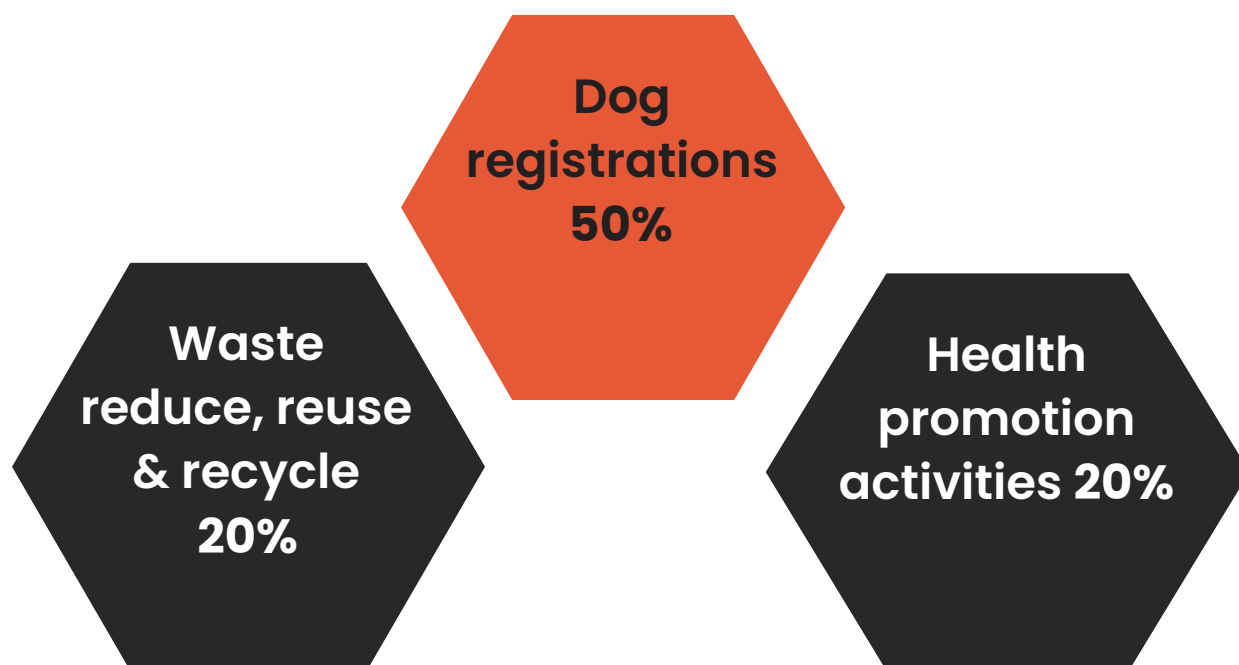 Dog
registrations
50%
Waste
reduce, reuse
& recycle
20%
Health
promotion
activities 20%